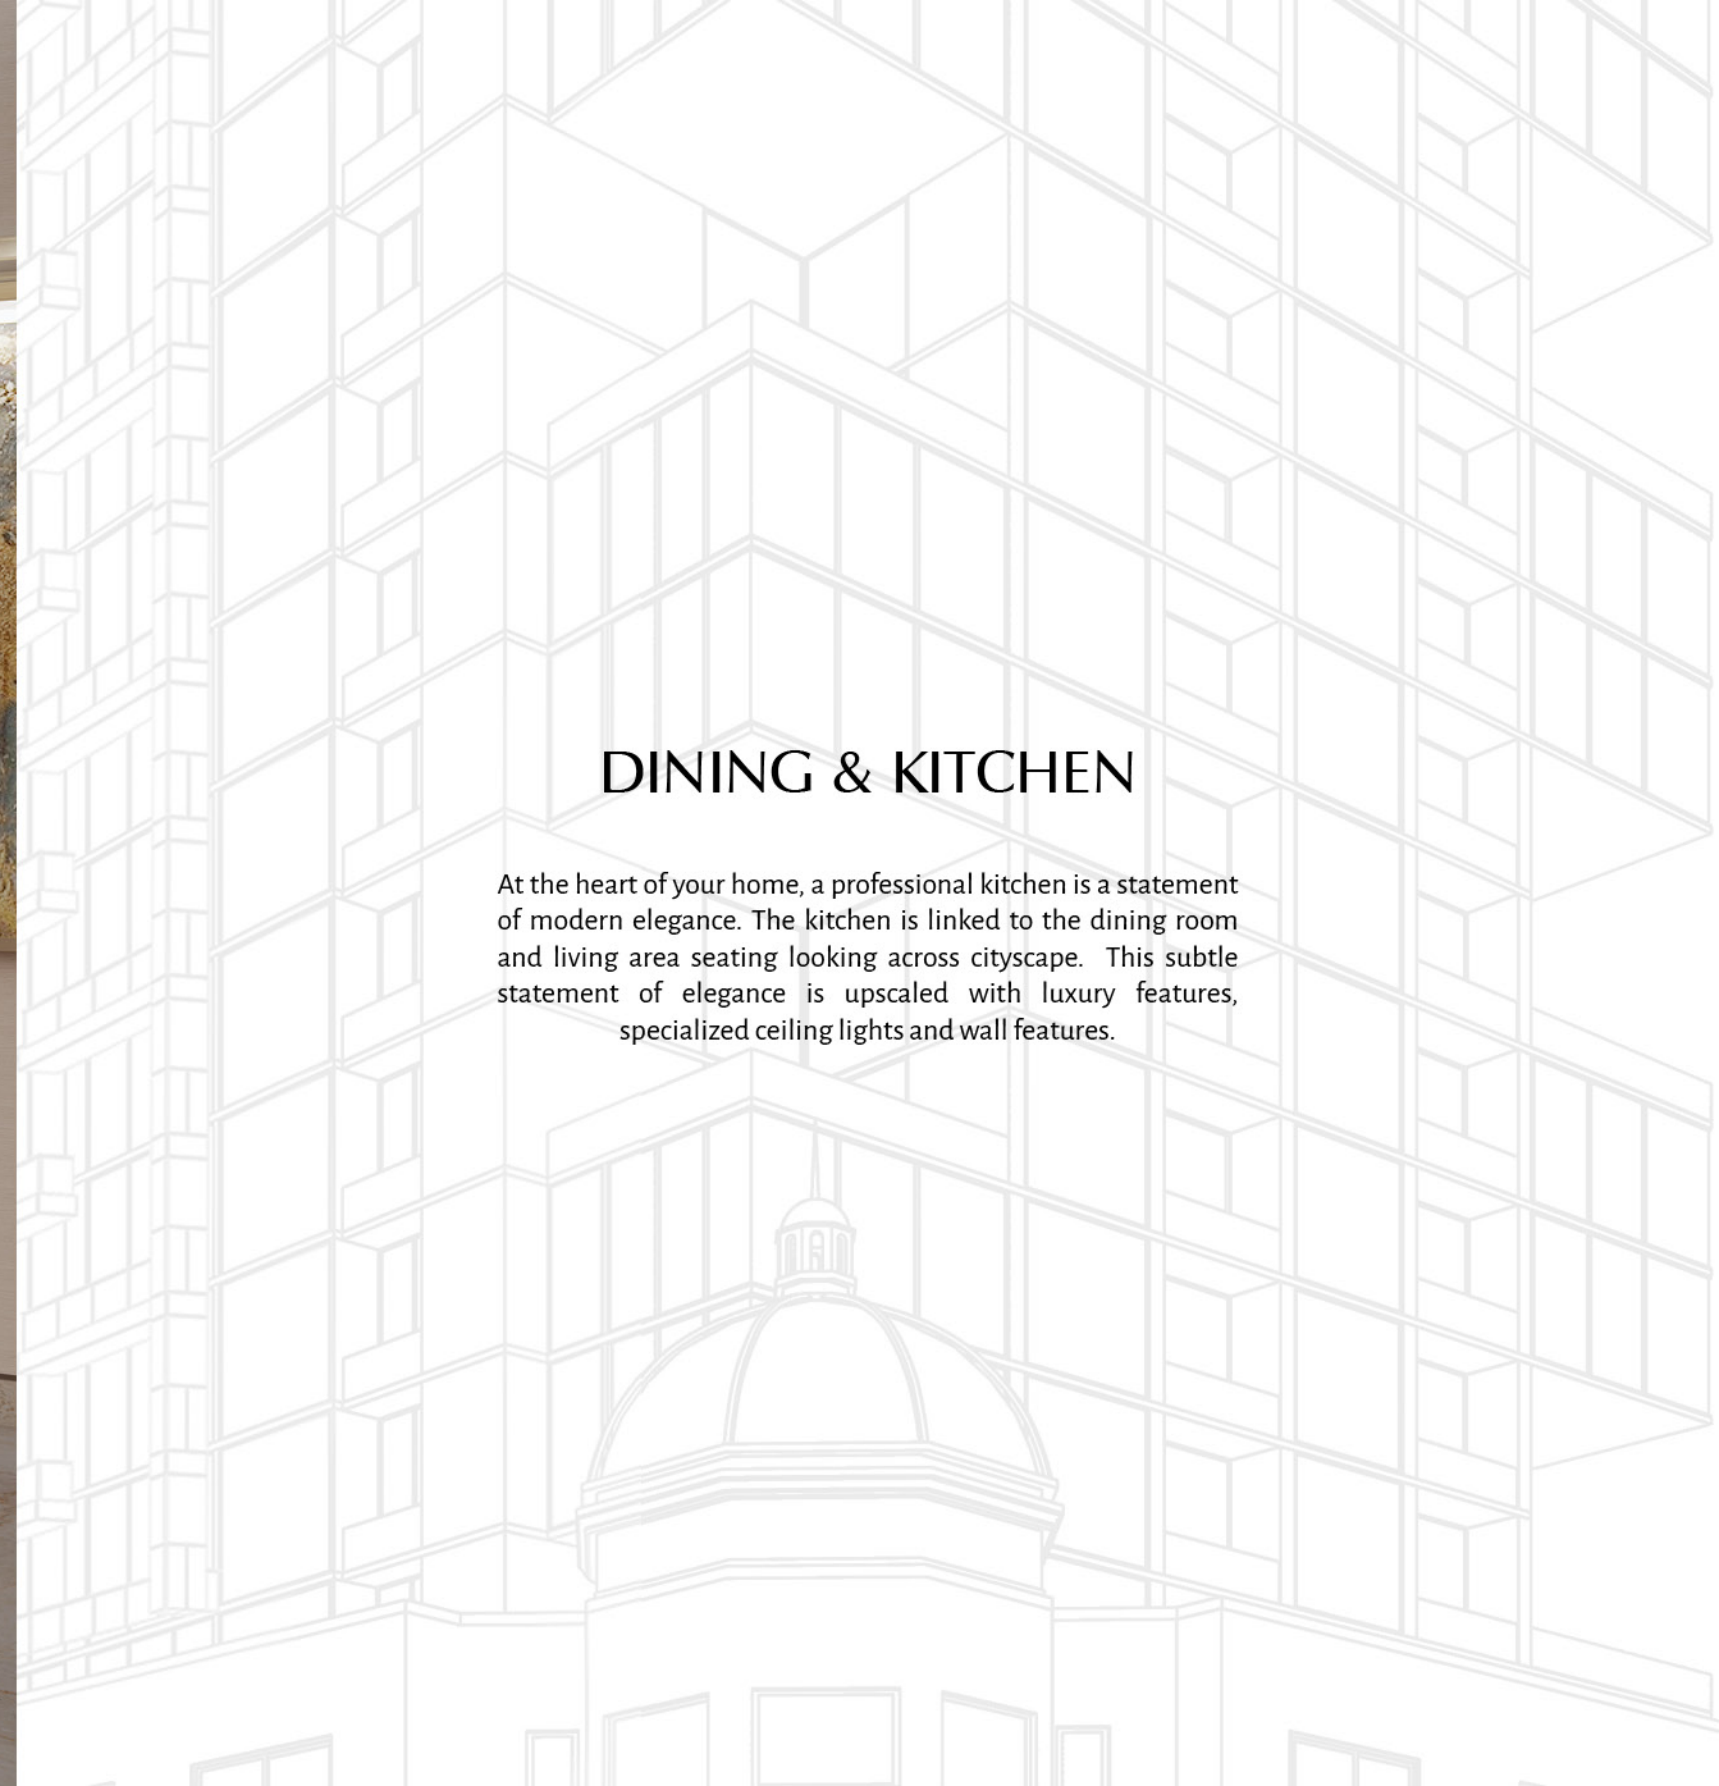 DINING & KITCHEN
At the heart of your home, a professional kitchen is a statement
of modern elegance. The kitchen is linked to the dining room
and living area seating looking across cityscape.  This subtle
statement of elegance is upscaled with luxury features,
specialized ceiling lights and wall features.